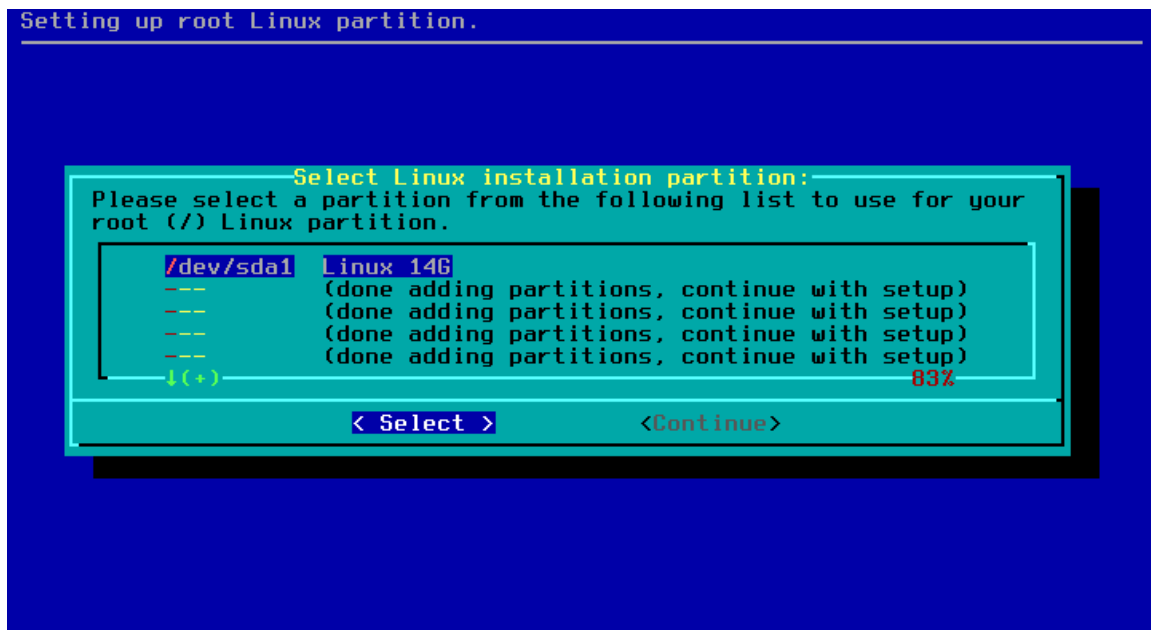 Setting up root Linux partition.
Select Linux installation partition:
Please select a partition from the following list to use for your
root (/) Linux partition.
/dev/sda1 Linux 14G
--- (done adding partitions, continue with setup)
--- (done adding partitions, continue with setup)
--- (done adding partitions, continue with setup)
--- (done adding partitions, continue with setup)
↓(+) 83%
< Select > <Continue>